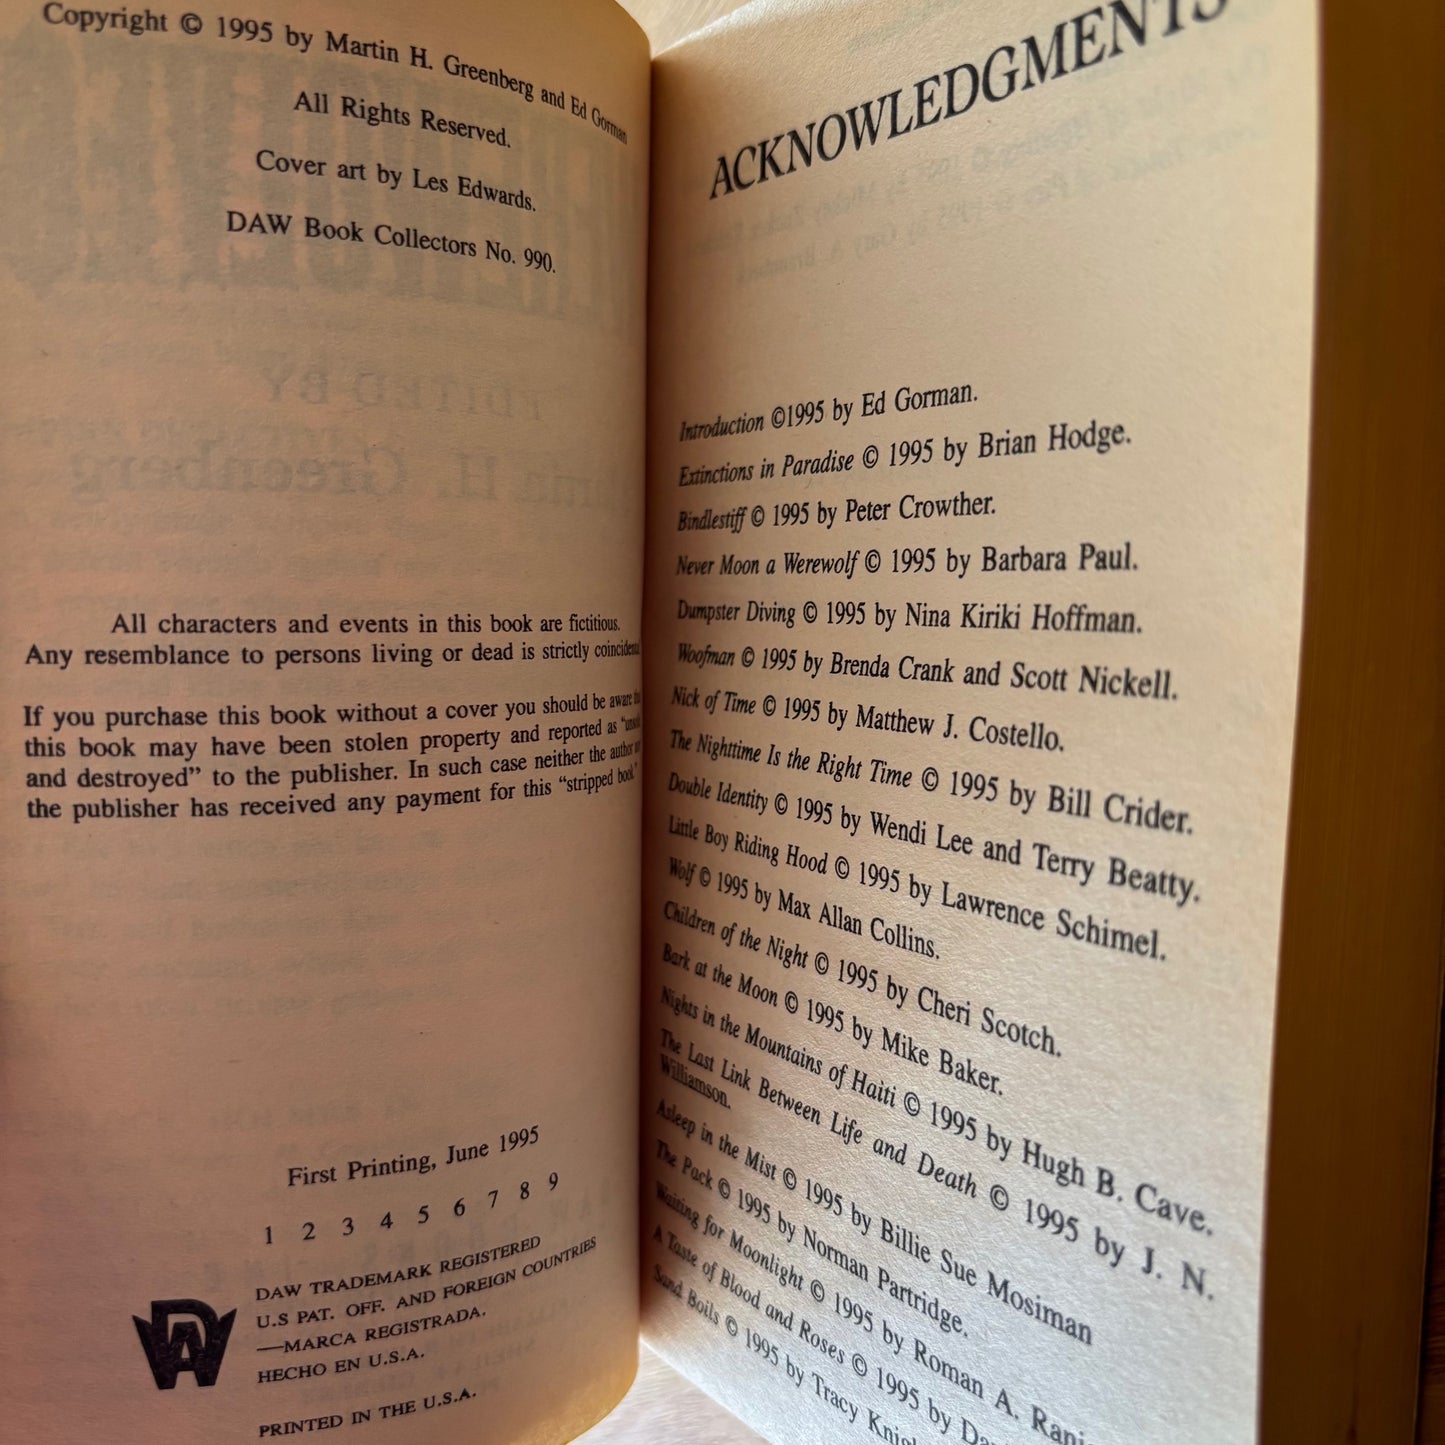 Copyright © 1995 by Martin H. Greenberg and Ed Gorman
All Rights Reserved.
Cover art by Les Edwards.
DAW Book Collectors No. 990.
All characters and events in this book are fictitious.
Any resemblance to persons living or dead is strictly coincidental
If you purchase this book without a cover you should be aware
this book may have been stolen property and reported as
and destroyed” to the publisher. In such case neither the author
the publisher has received any payment for this “stripped book”
First Printing, June 1995
1 2 3 4 5 6 7 8 9
DAW TRADEMARK REGISTERED
U.S PAT. OFF. AND FOREIGN COUNTRIES
—MARCA REGISTRADA.
HECHO EN U.S.A.
PRINTED IN THE U.S.A.
DAW
ACKNOWLEDGMENTS
Introduction ©1995 by Ed Gorman.
Extinctions in Paradise © 1995 by Brian Hodge.
Bindlestiff © 1995 by Peter Crowther.
Never Moon a Werewolf © 1995 by Barbara Paul.
Dumpster Diving © 1995 by Nina Kiriki Hoffman.
Woofman © 1995 by Brenda Crank and Scott Nickell.
Nick of Time © 1995 by Matthew J. Costello.
The Nighttime Is the Right Time © 1995 by Bill Crider.
Double Identity © 1995 by Wendi Lee and Terry Beatty.
Little Boy Riding Hood © 1995 by Lawrence Schimel.
Wolf © 1995 by Max Allan Collins.
Children of the Night © 1995 by Cheri Scotch.
Bark at the Moon © 1995 by Mike Baker.
Nights in the Mountains of Haiti © 1995 by Hugh B. Cave.
The Last Link Between Life and Death © 1995 by J. N.
Williamson.
Asleep in the Mist © 1995 by Billie Sue Mosiman
The Pack © 1995 by Norman Partridge.
Waiting for Moonlight © 1995 by Roman A.
A Taste of Blood and Roses © 1995 by
Sand Boils © 1995 by Tracy